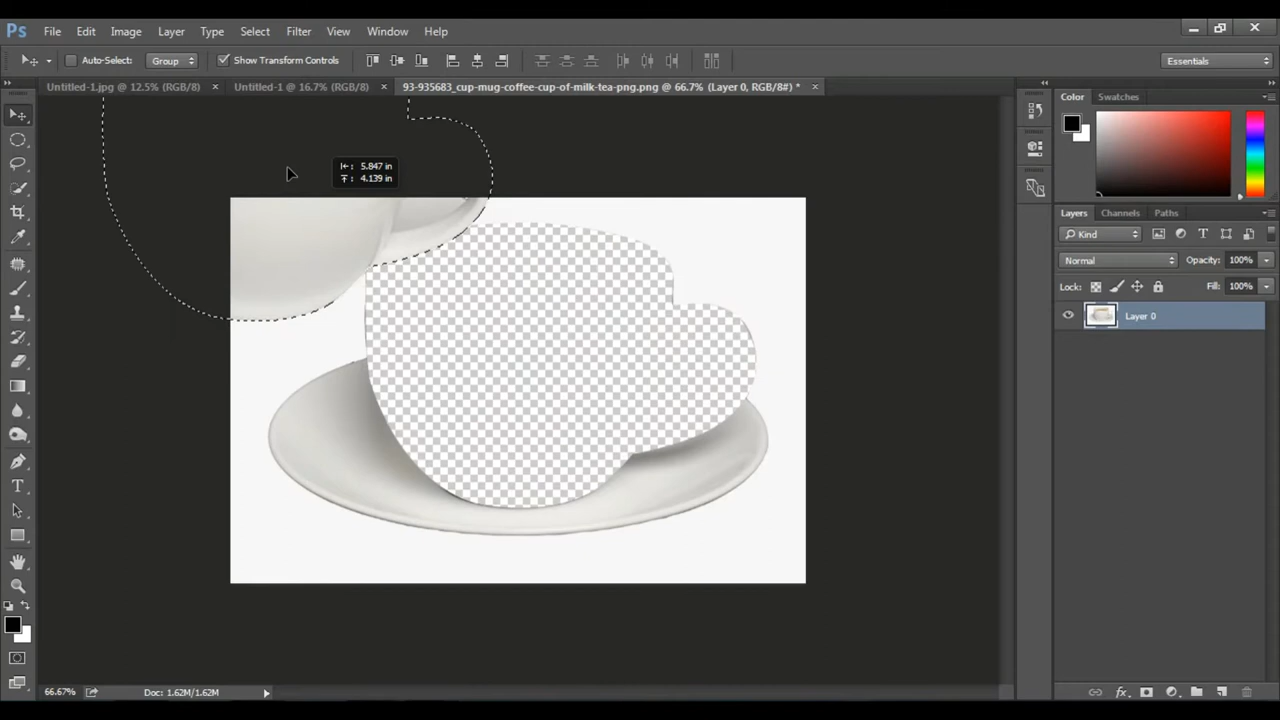 Ps File Edit Image Layer Type Select Filter View Window Help
Auto-Select: Group Show Transform Controls Essentials
Untitled-1.jpg @ 12.5% (RGB/8) × Untitled-1 @ 16.7% (RGB/8) × 93-935683_cup-mug-coffee-cup-of-milk-tea-png.png @ 66.7% (Layer 0, RGB/8#) * ×
Color Swatches
5.847 in
4.139 in
Layers Channels Paths
Kind
Normal Opacity: 100%
Lock: Fill: 100%
Layer 0
66.67% Doc: 1.62M/1.62M